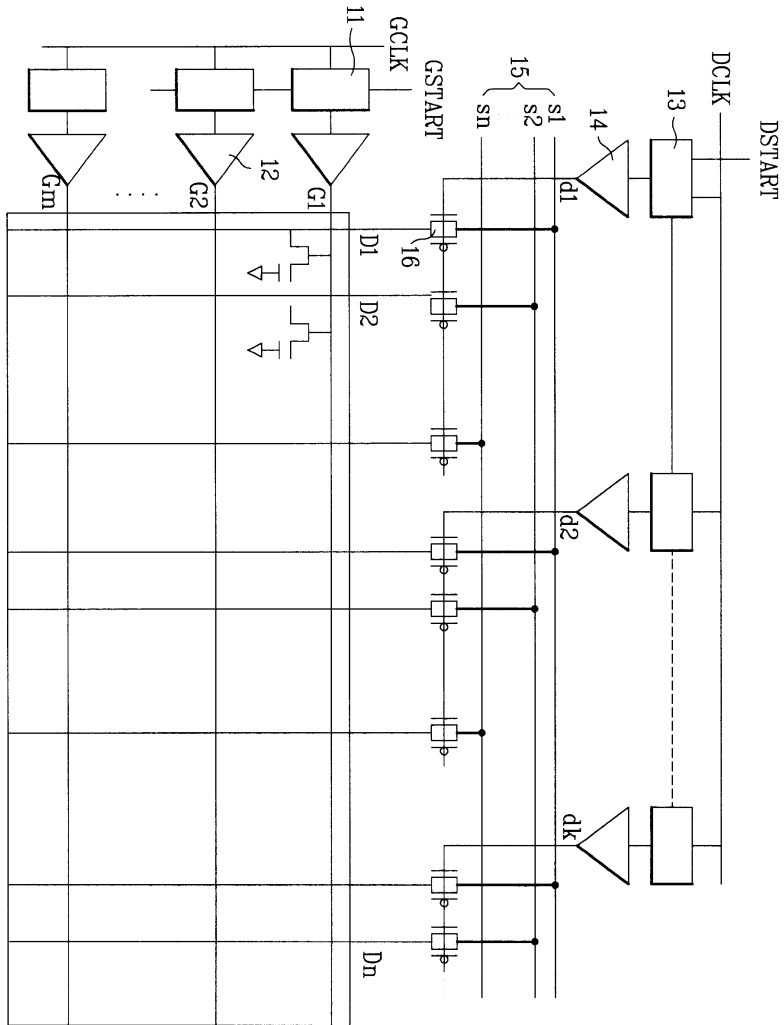 DCLK
DSTART
13
14
d1
d2
dk
15
s1
s2
sn
16
D1
D2
Dn
GCLK
GSTART
11
12
G1
G2
....
Gm